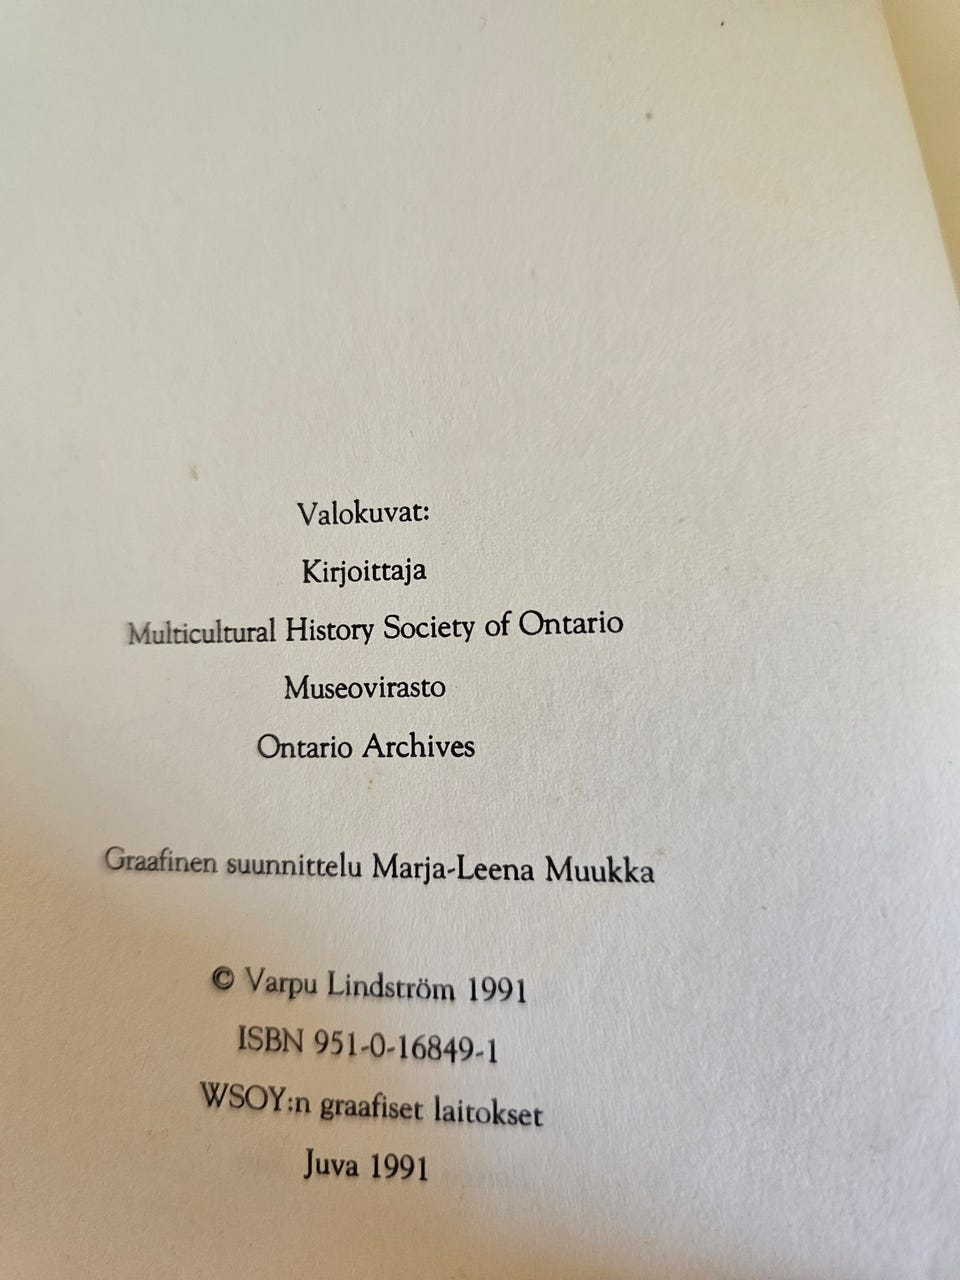 Valokuvat:
Kirjoittaja
Multicultural History Society of Ontario
Museovirasto
Ontario Archives
Graafinen suunnittelu Marja-Leena Muukka
© Varpu Lindström 1991
ISBN 951-0-16849-1
WSOY:n graafiset laitokset
Juva 1991